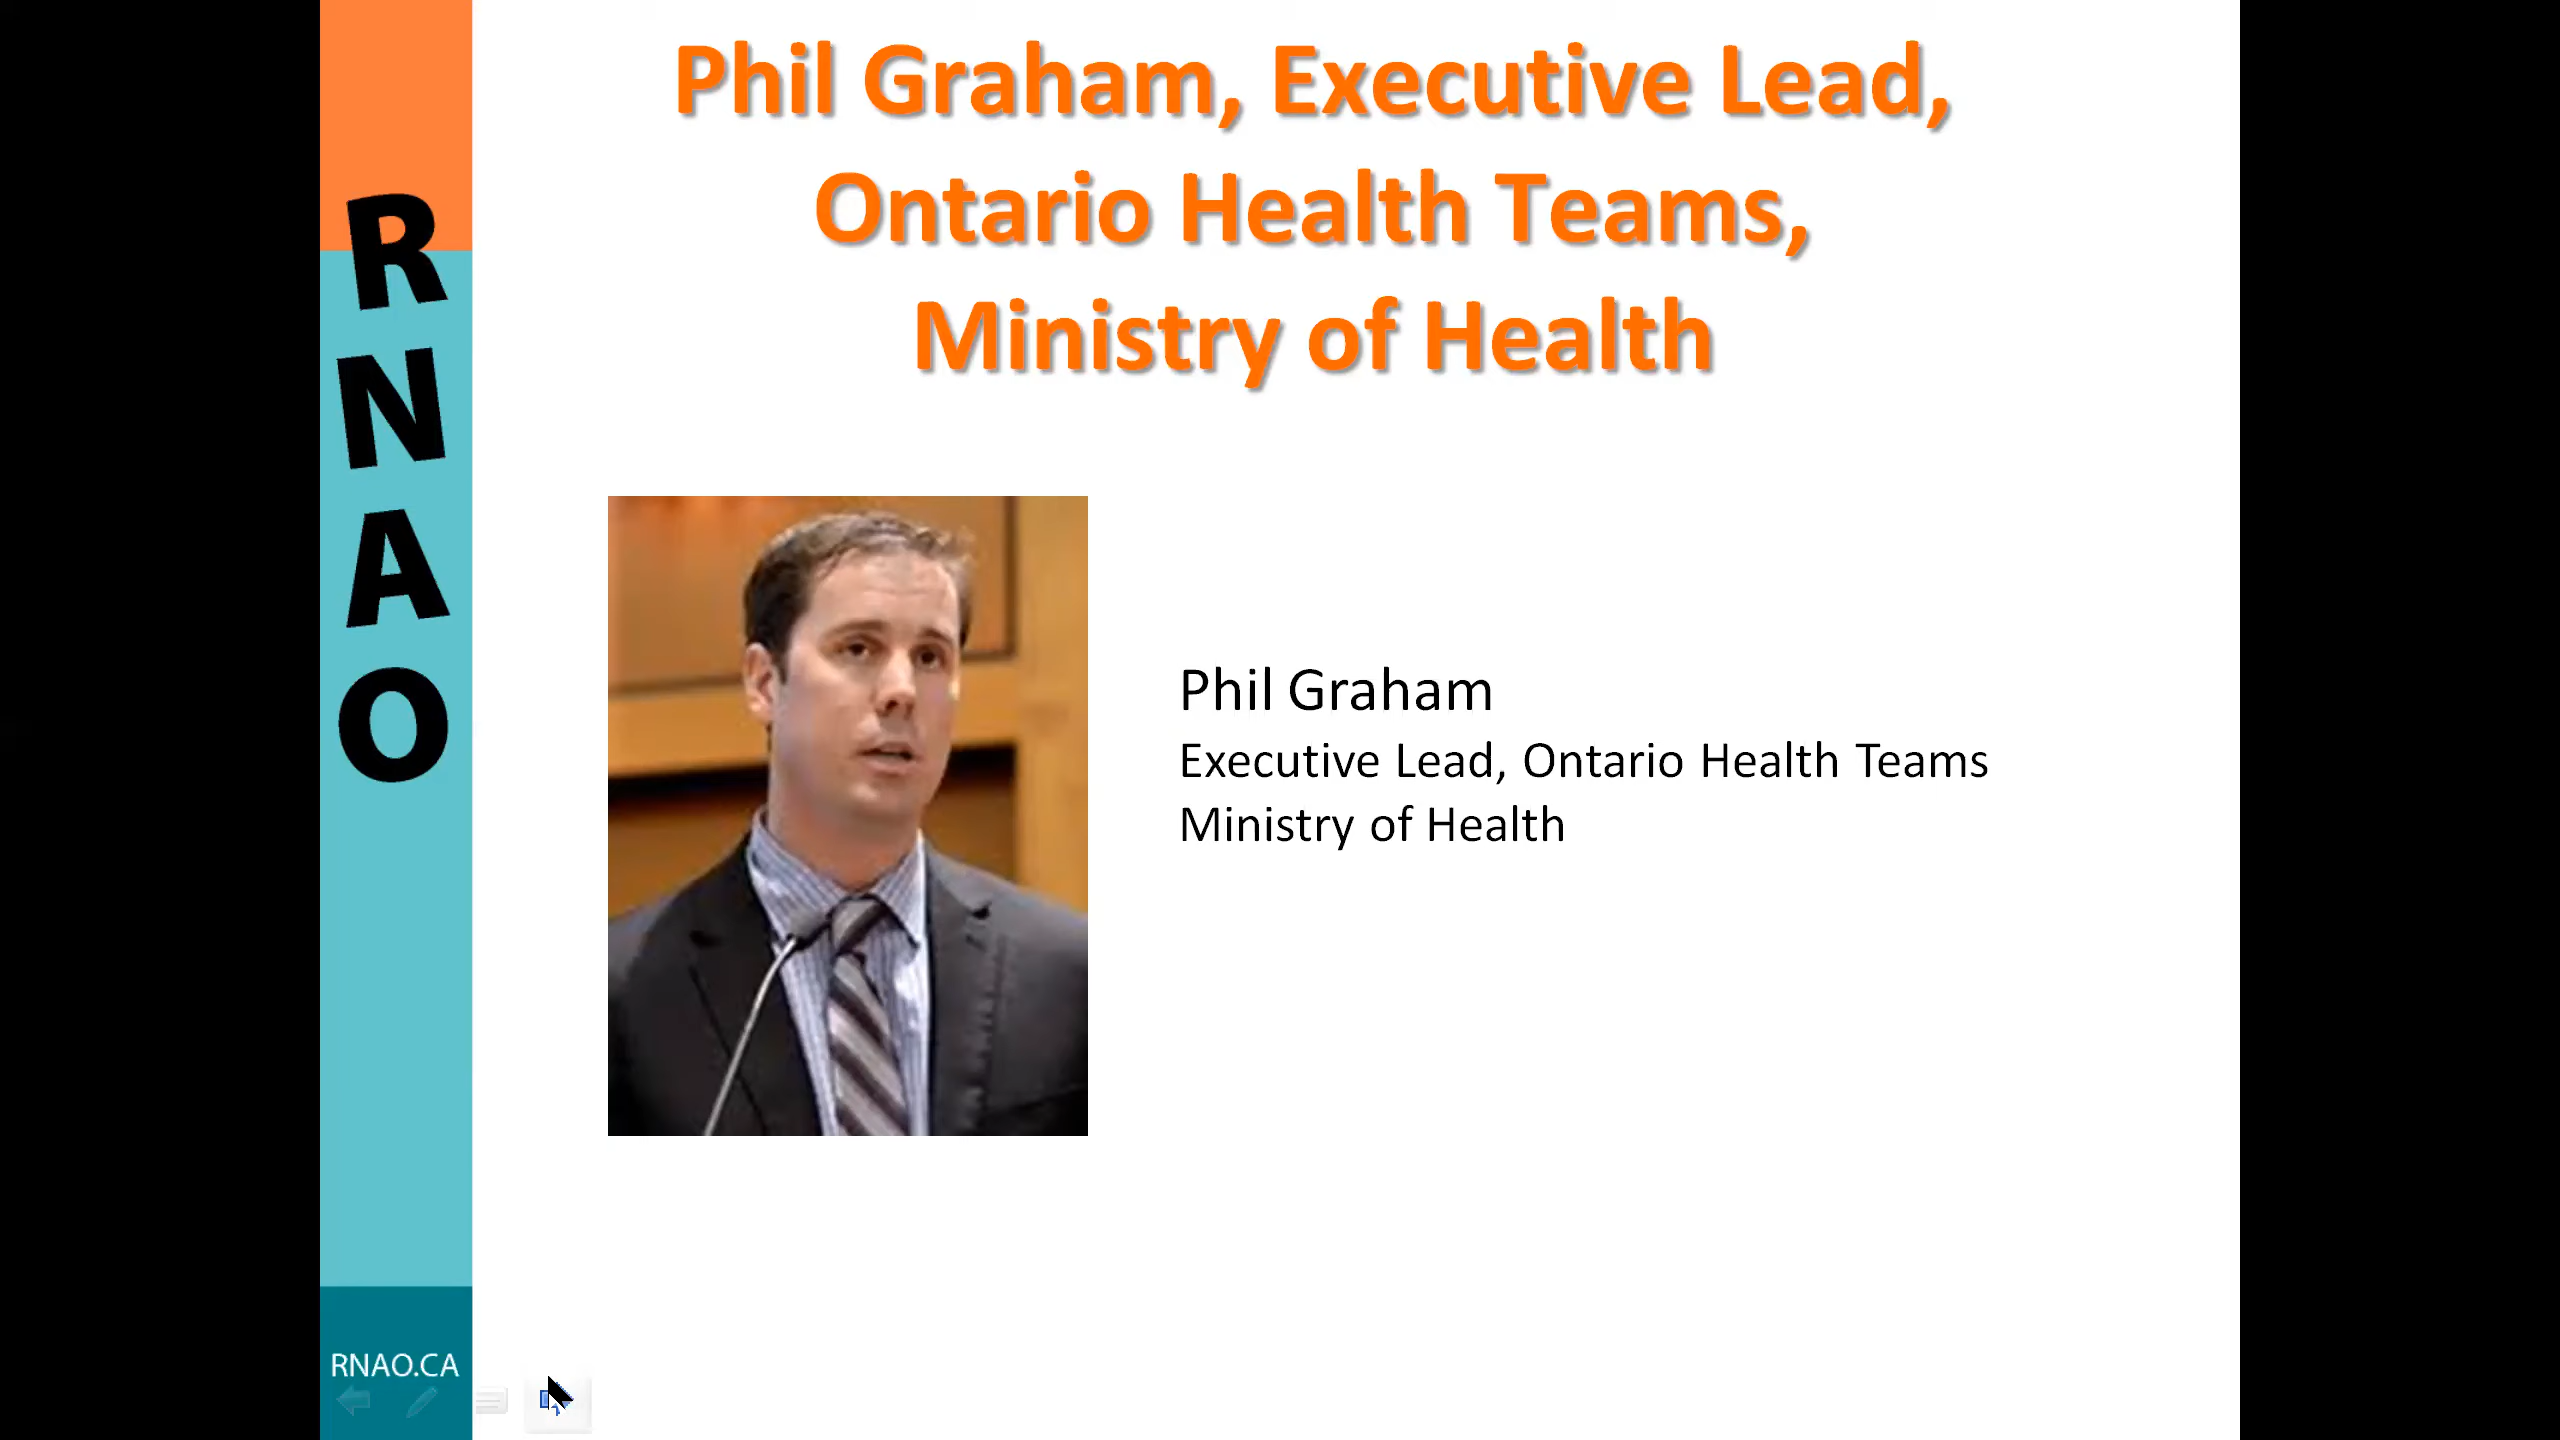 Phil Graham, Executive Lead,
Ontario Health Teams,
Ministry of Health
RNAO
Phil Graham
Executive Lead, Ontario Health Teams
Ministry of Health
RNAO.CA